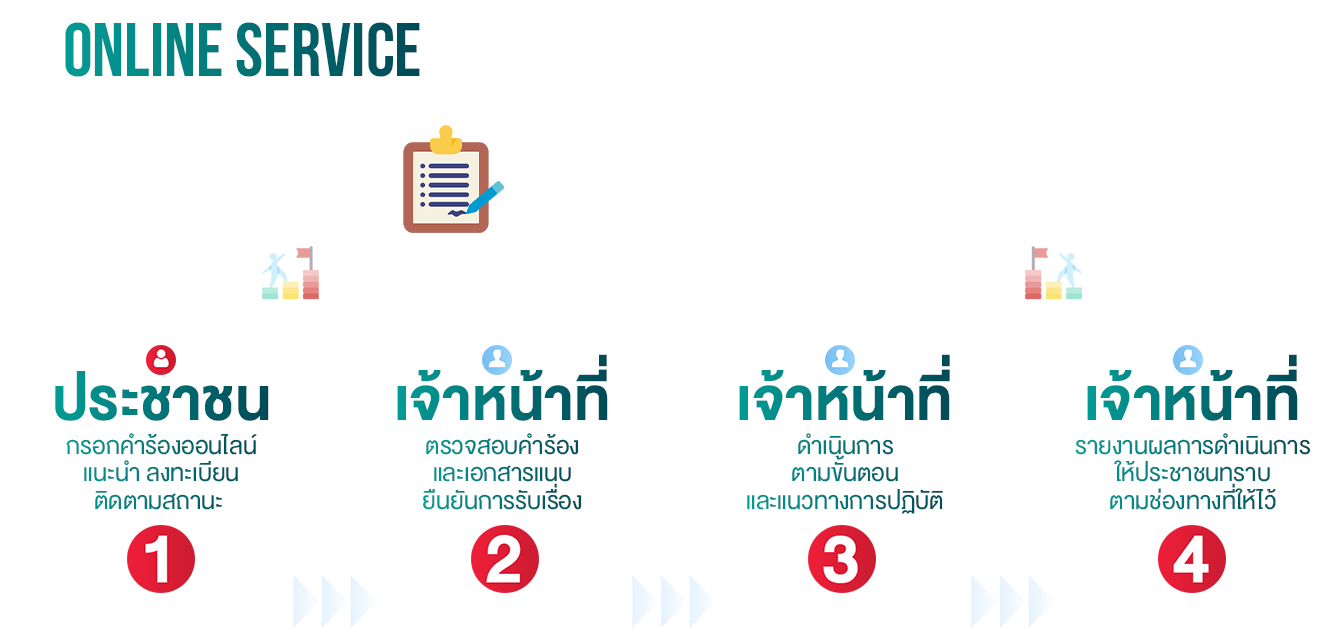 ONLINE SERVICE
ประชาชน
กรอกคำร้องออนไลน์
แนะนำ ลงทะเบียน
ติดตามสถานะ
1
เจ้าหน้าที่
ตรวจสอบคำร้อง
และเอกสารแนบ
ยืนยันการรับเรื่อง
2
เจ้าหน้าที่
ดำเนินการ
ตามขั้นตอน
และแนวทางการปฏิบัติ
3
เจ้าหน้าที่
รายงานผลการดำเนินการ
ให้ประชาชนทราบ
ตามช่องทางที่ให้ไว้
4